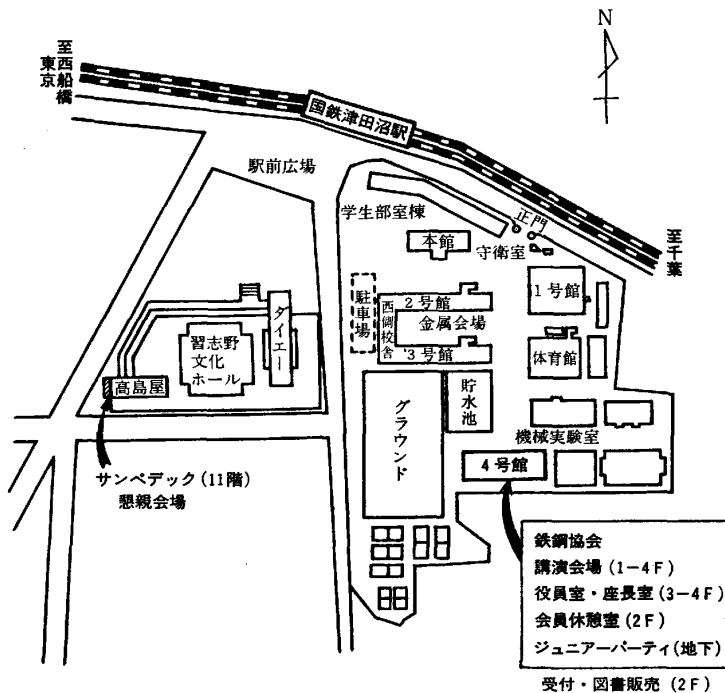 N
至西船橋
東京
国鉄津田沼駅
駅前広場
至千葉
学生部室棟
正門
本館
守衛室
1号館
駐車場
西側校舎
2号館
金属会場
3号館
体育館
ダイエー
習志野
文化
ホール
高島屋
グラウンド
貯水池
機械実験室
4号館
サンペデック (11階)
懇親会場
鉄鋼協会
講演会場 (1-4F)
役員室・座長室 (3-4F)
会員休憩室 (2F)
ジュニアーパーティ(地下)
受付・図書販売 (2F)